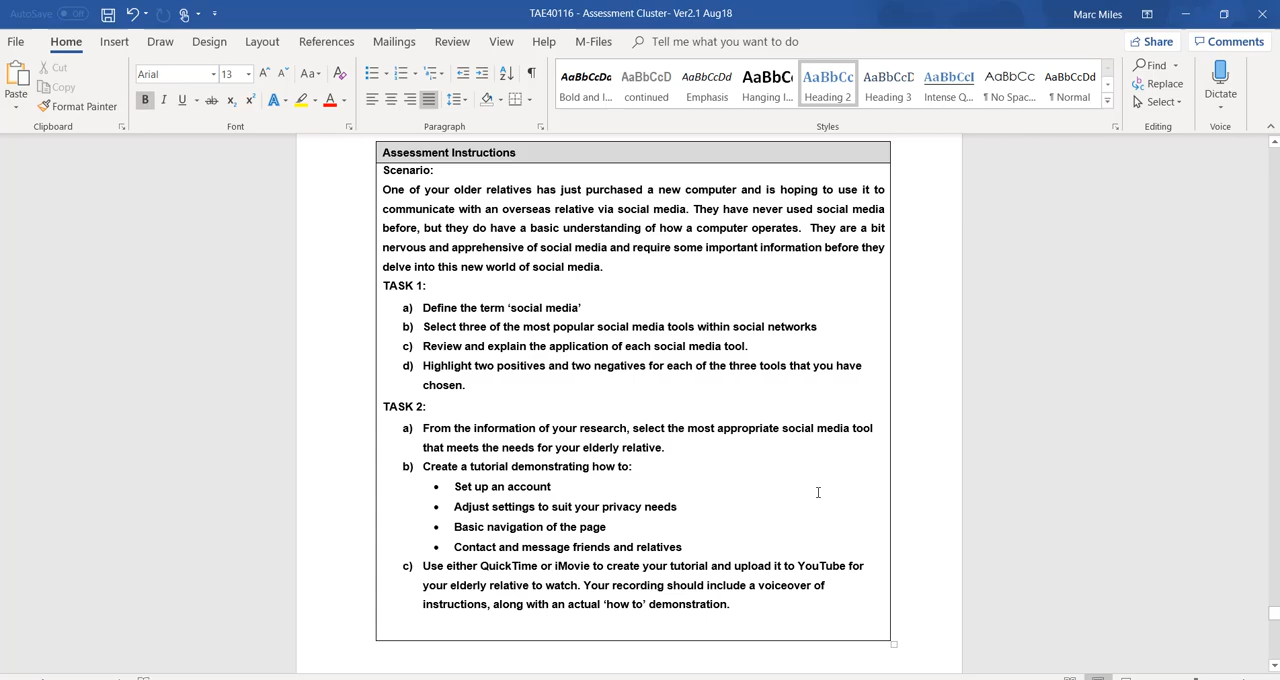 AutoSave Off
TAE40116 - Assessment Cluster- Ver2.1 Aug18
Marc Miles
File Home Insert Draw Design Layout References Mailings Review View Help M-Files Tell me what you want to do
Share Comments
Paste
Cut
Copy
Format Painter
Clipboard
Arial 13
Font
Paragraph
AaBbCcDc AaBbCcD AaBbCcDd AaBbC AaBbCc AaBbCcD AaBbCcI AaBbCc AaBbCcDd
Bold and I... continued Emphasis Hanging I... Heading 2 Heading 3 Intense Q... ¶ No Spac... ¶ Normal
Styles
Find
Replace
Select
Editing
Dictate
Voice
Assessment Instructions
Scenario:
One of your older relatives has just purchased a new computer and is hoping to use it to
communicate with an overseas relative via social media. They have never used social media
before, but they do have a basic understanding of how a computer operates. They are a bit
nervous and apprehensive of social media and require some important information before they
delve into this new world of social media.
TASK 1:
a) Define the term ‘social media’
b) Select three of the most popular social media tools within social networks
c) Review and explain the application of each social media tool.
d) Highlight two positives and two negatives for each of the three tools that you have
chosen.
TASK 2:
a) From the information of your research, select the most appropriate social media tool
that meets the needs for your elderly relative.
b) Create a tutorial demonstrating how to:
• Set up an account
• Adjust settings to suit your privacy needs
• Basic navigation of the page
• Contact and message friends and relatives
c) Use either QuickTime or iMovie to create your tutorial and upload it to YouTube for
your elderly relative to watch. Your recording should include a voiceover of
instructions, along with an actual ‘how to’ demonstration.